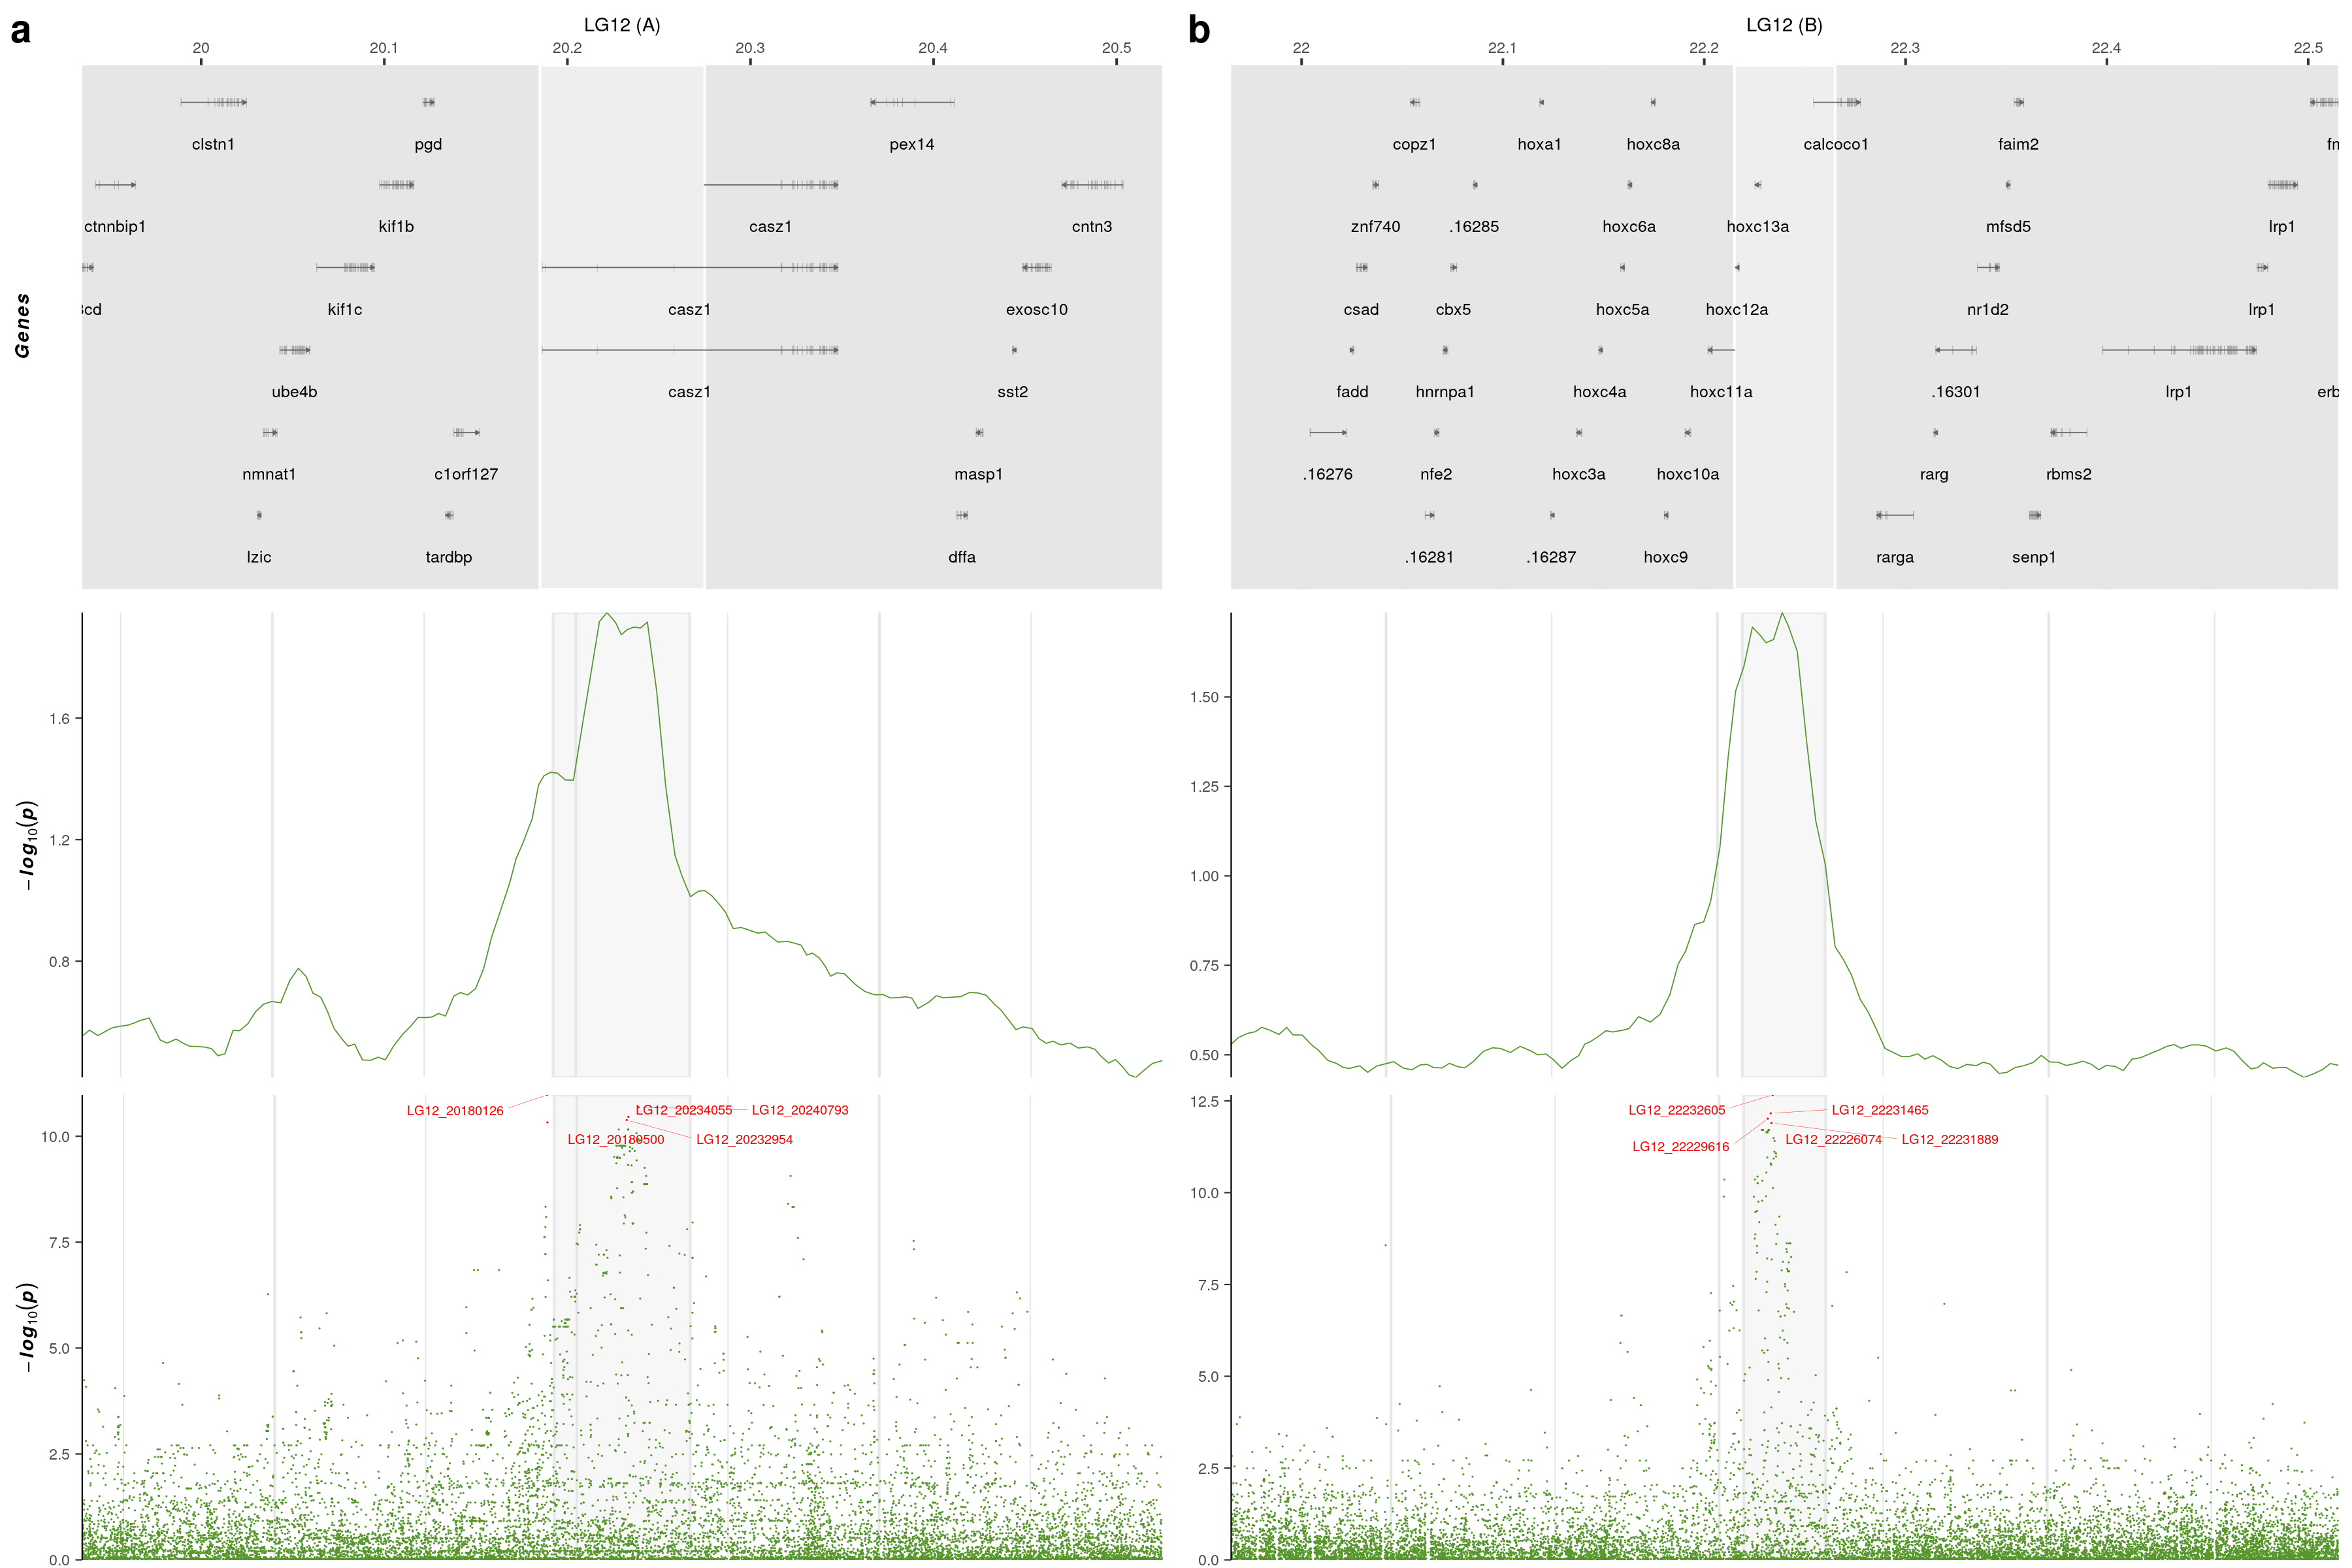 a
LG12 (A)
20 20.1 20.2 20.3 20.4 20.5
clstn1 pgd pex14
ctnnbip1 kif1b casz1 cntn3
kif1c casz1 exosc10
ube4b casz1 sst2
nmnat1 c1orf127 masp1
lzic tardbp dffa
Genes
1.6
1.2
0.8
−log10(p)
LG12_20180126 LG12_20234055 LG12_20240793
LG12_20180500 LG12_20232954
10.0
7.5
5.0
2.5
0.0
−log10(p)
b
LG12 (B)
22 22.1 22.2 22.3 22.4 22.5
copz1 hoxa1 hoxc8a calcoco1 faim2
znf740 .16285 hoxc6a hoxc13a mfsd5 lrp1
csad cbx5 hoxc5a hoxc12a nr1d2 lrp1
fadd hnrnpa1 hoxc4a hoxc11a .16301 lrp1
.16276 nfe2 hoxc3a hoxc10a rarg rbms2
.16281 .16287 hoxc9 rarga senp1
1.50
1.25
1.00
0.75
0.50
LG12_22232605 LG12_22231465
LG12_22229616 LG12_22226074 LG12_22231889
12.5
10.0
7.5
5.0
2.5
0.0